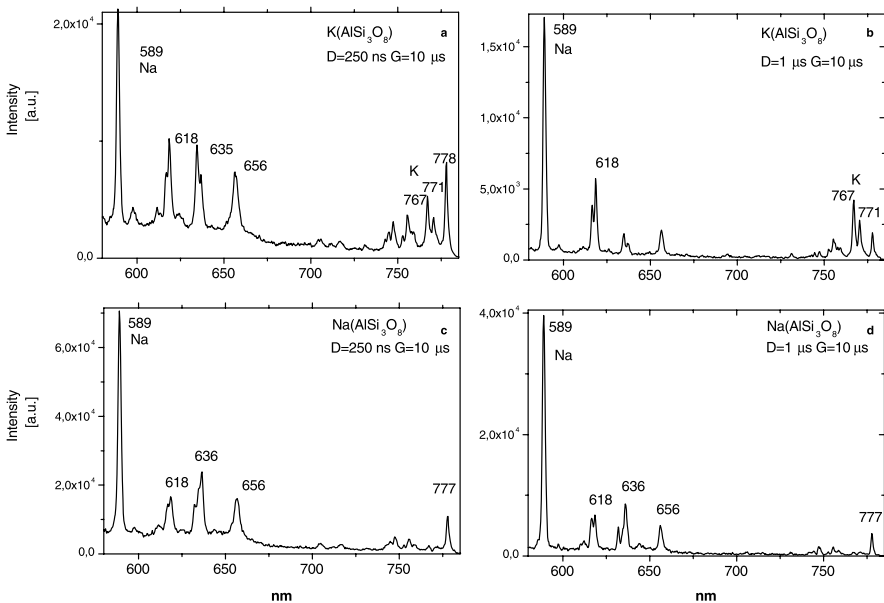 2,0x10⁴
0,0
Intensity
[a.u.]
589
Na
K(AlSi₃O₈)
a
D=250 ns G=10 μs
618
635
656
K
767
771
778
600
650
700
750
1,5x10⁴
1,0x10⁴
5,0x10³
0,0
589
Na
K(AlSi₃O₈)
b
D=1 μs G=10 μs
618
767
K
771
600
650
700
750
6,0x10⁴
4,0x10⁴
2,0x10⁴
0,0
Intensity
[a.u.]
589
Na
Na(AlSi₃O₈)
c
D=250 ns G=10 μs
618
636
656
777
600
650
700
750
nm
4,0x10⁴
2,0x10⁴
0,0
589
Na
Na(AlSi₃O₈)
d
D=1 μs G=10 μs
618
636
656
777
600
650
700
750
nm